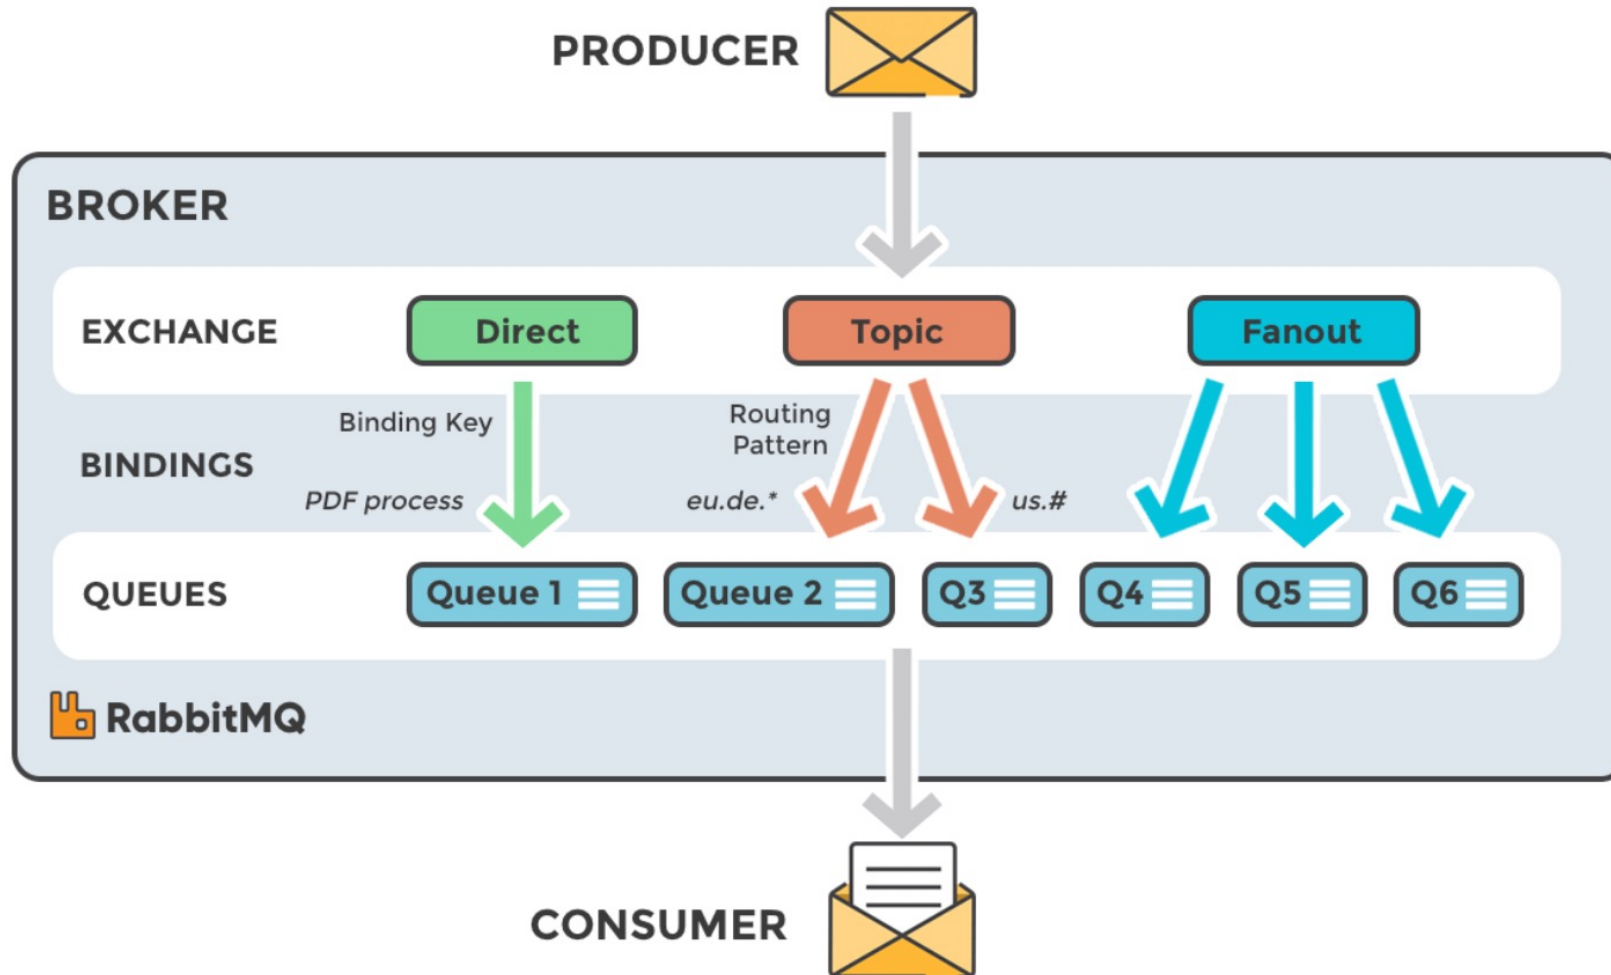 PRODUCER
BROKER
EXCHANGE
Direct
Topic
Fanout
Binding Key
Routing
Pattern
BINDINGS
PDF process
eu.de.*
us.#
QUEUES
Queue 1
Queue 2
Q3
Q4
Q5
Q6
RabbitMQ
CONSUMER